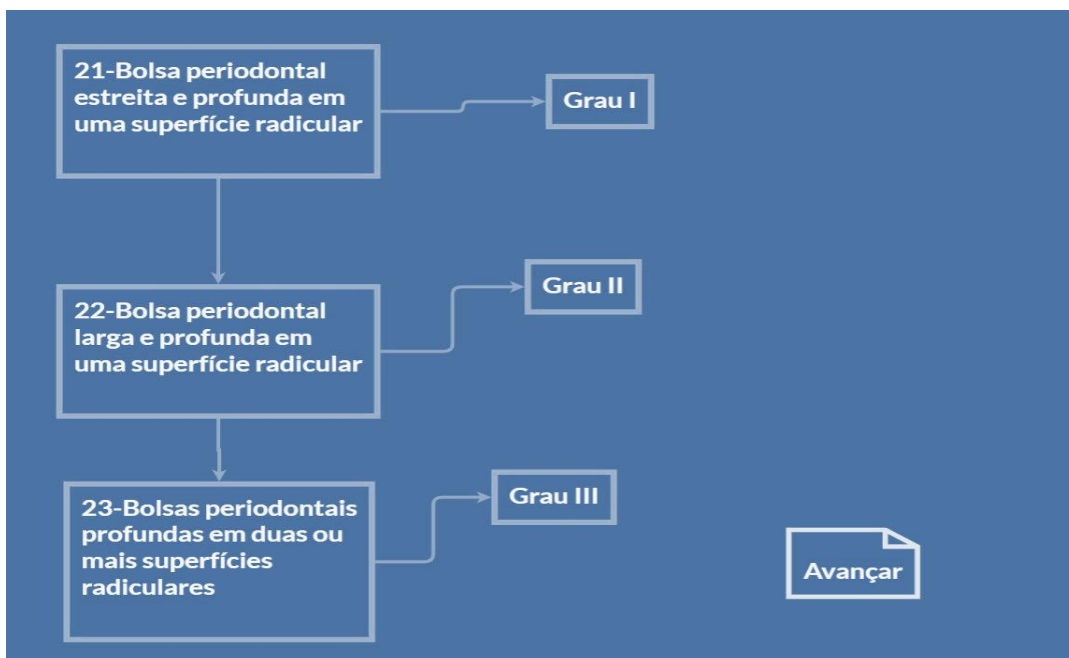 21-Bolsa periodontal
estreita e profunda em
uma superfície radicular
Grau I
22-Bolsa periodontal
larga e profunda em
uma superfície radicular
Grau II
23-Bolsas periodontais
profundas em duas ou
mais superfícies
radiculares
Grau III
Avançar